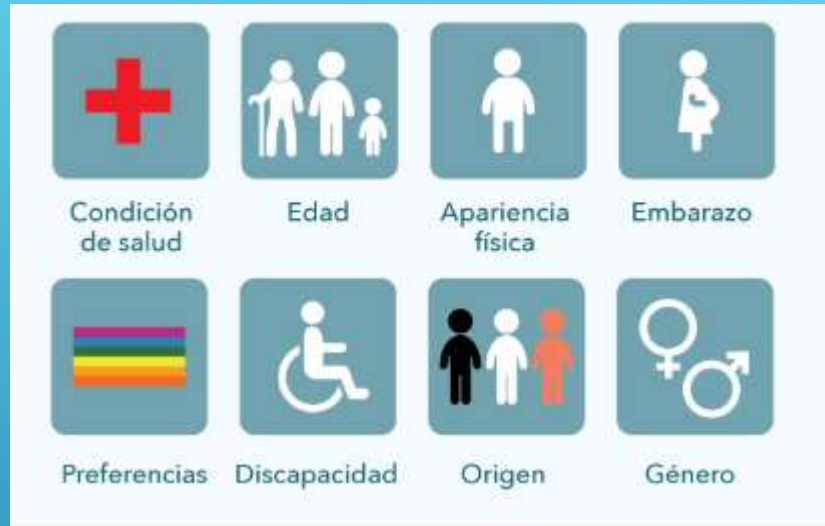 Condición
de salud
Edad
Apariencia
física
Embarazo
Preferencias
Discapacidad
Origen
Género